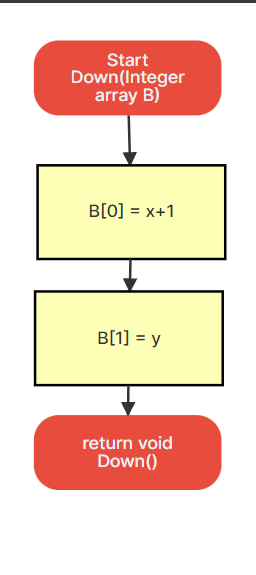 Start
Down(Integer
array B)
B[0] = x+1
B[1] = y
return void
Down()